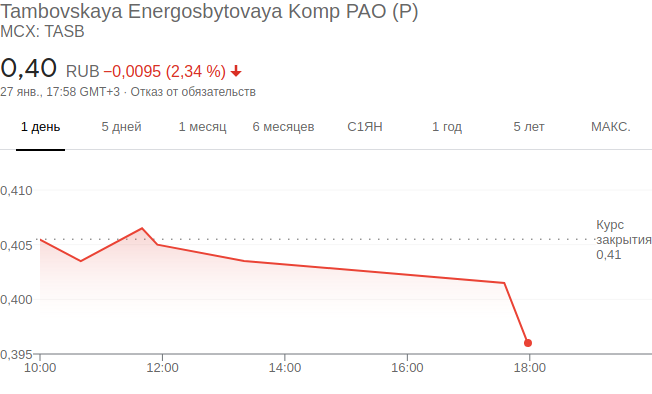 Tambovskaya Energosbytovaya Komp PAO (P)
MCX: TASB
0,40 RUB −0,0095 (2,34 %)
27 янв., 17:58 GMT+3 · Отказ от обязательств
1 день 5 дней 1 месяц 6 месяцев С1ЯН 1 год 5 лет МАКС.
0,410
Курс
закрытия
0,41
0,405
0,400
0,395
10:00 12:00 14:00 16:00 18:00